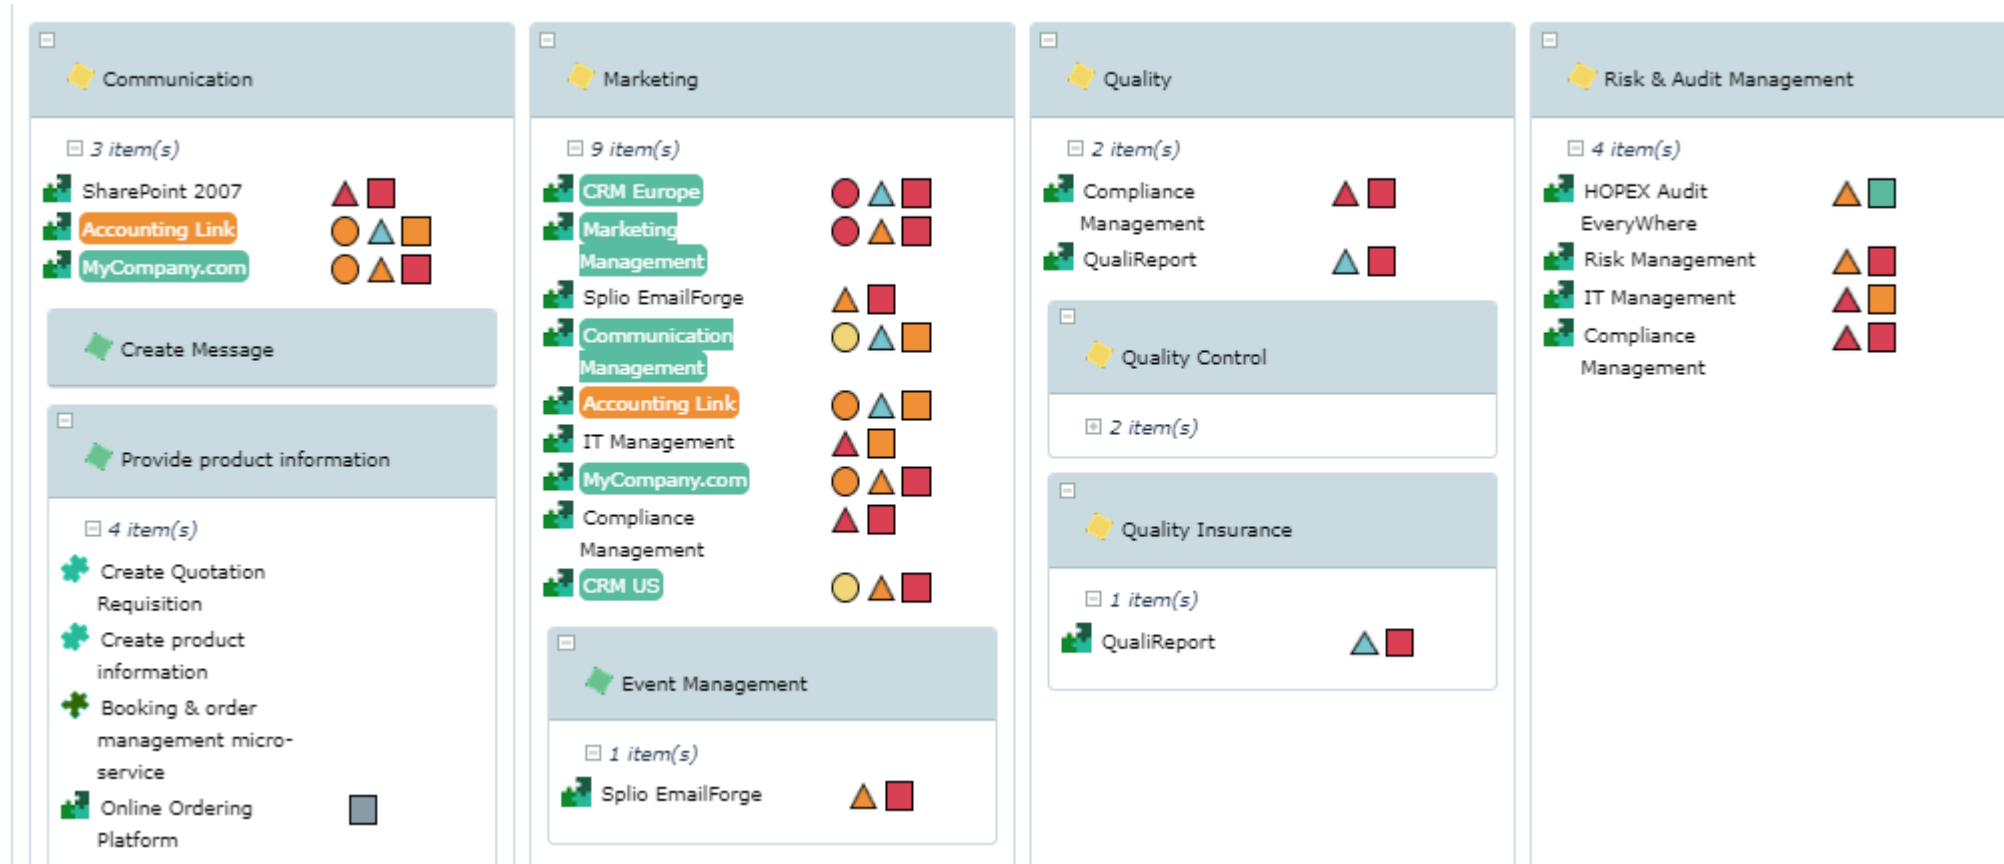 Communication
3 item(s)
SharePoint 2007
Accounting Link
MyCompany.com
Create Message
Provide product information
4 item(s)
Create Quotation
Requisition
Create product
information
Booking & order
management micro-
service
Online Ordering
Platform
Marketing
9 item(s)
CRM Europe
Marketing
Management
Splio EmailForge
Communication
Management
Accounting Link
IT Management
MyCompany.com
Compliance
Management
CRM US
Event Management
1 item(s)
Splio EmailForge
Quality
2 item(s)
Compliance
Management
QualiReport
Quality Control
2 item(s)
Quality Insurance
1 item(s)
QualiReport
Risk & Audit Management
4 item(s)
HOPEX Audit
EveryWhere
Risk Management
IT Management
Compliance
Management